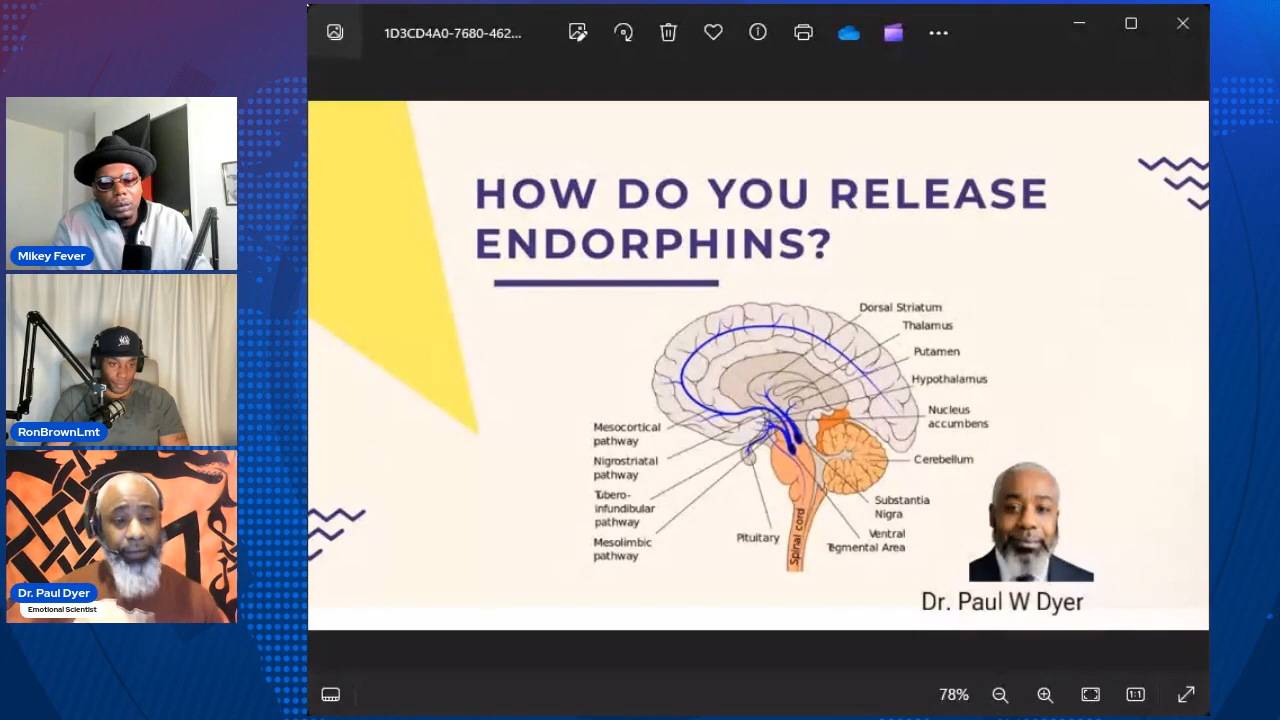 1D3CD4A0-7680-462...
HOW DO YOU RELEASE
ENDORPHINS?
Dorsal Striatum
Thalamus
Putamen
Hypothalamus
Nucleus
accumbens
Cerebellum
Substantia
Nigra
Ventral
Tegmental Area
Mesocortical
pathway
Nigrostriatal
pathway
Tubero-
infundibular
pathway
Mesolimbic
pathway
Pituitary
Spinal cord
Dr. Paul W Dyer
Mikey Fever
RonBrownLmt
Dr. Paul Dyer
Emotional Scientist
78%
1:1